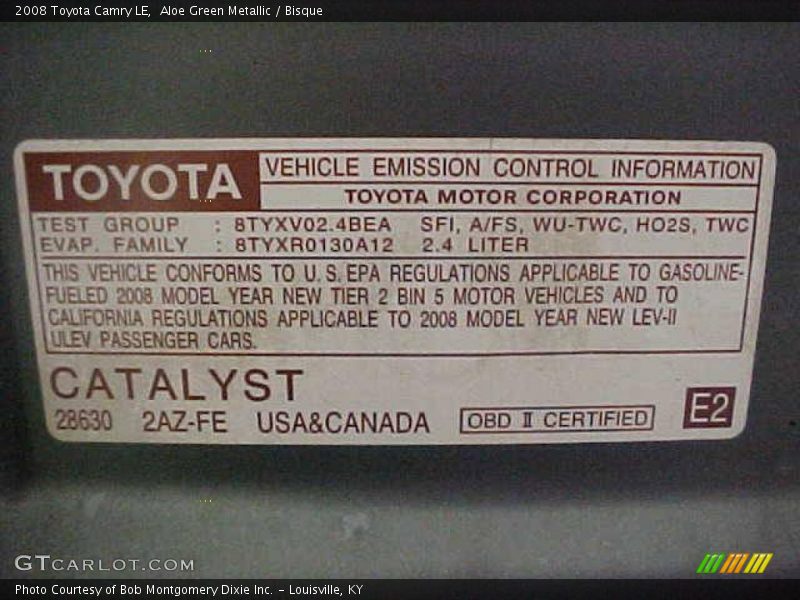 2008 Toyota Camry LE,  Aloe Green Metallic / Bisque
TOYOTA
VEHICLE EMISSION CONTROL INFORMATION
TOYOTA MOTOR CORPORATION
TEST GROUP : 8TYXV02.4BEA SFI, A/FS, WU-TWC, HO2S, TWC
EVAP. FAMILY : 8TYXR0130A12 2.4 LITER
THIS VEHICLE CONFORMS TO U.S.EPA REGULATIONS APPLICABLE TO GASOLINE-
FUELED 2008 MODEL YEAR NEW TIER 2 BIN 5 MOTOR VEHICLES AND TO
CALIFORNIA REGULATIONS APPLICABLE TO 2008 MODEL YEAR NEW LEV-II
ULEV PASSENGER CARS.
CATALYST
28630 2AZ-FE USA&CANADA OBD II CERTIFIED E2
GTCARLOT.COM
Photo Courtesy of Bob Montgomery Dixie Inc. - Louisville, KY